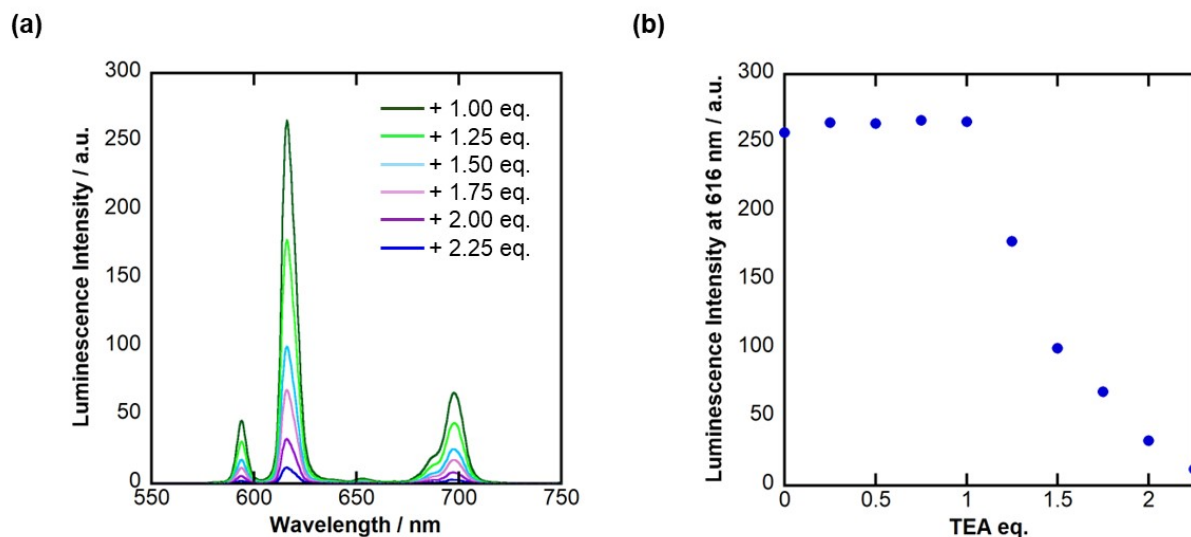 (a)
(b)
Luminescence Intensity / a.u.
300
250
200
150
100
50
0
550
600
650
700
750
Wavelength / nm
+ 1.00 eq.
+ 1.25 eq.
+ 1.50 eq.
+ 1.75 eq.
+ 2.00 eq.
+ 2.25 eq.
Luminescence Intensity at 616 nm / a.u.
300
250
200
150
100
50
0
0
0.5
1
1.5
2
TEA eq.